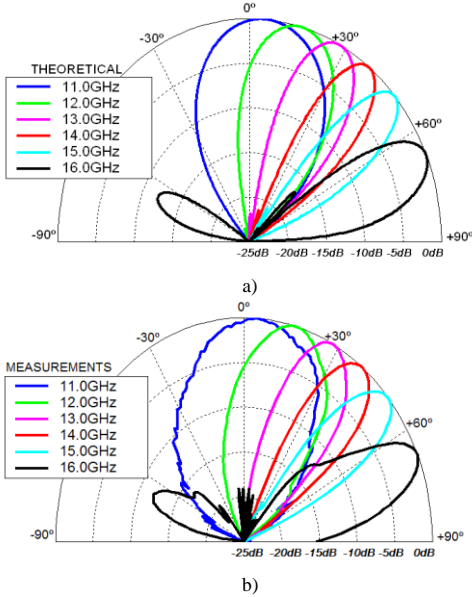 0º
-30º
+30º
THEORETICAL
11.0GHz
12.0GHz
13.0GHz
14.0GHz
15.0GHz
16.0GHz
+60º
-90º
+90º
-25dB -20dB -15dB -10dB -5dB 0dB
a)
0º
-30º
+30º
MEASUREMENTS
11.0GHz
12.0GHz
13.0GHz
14.0GHz
15.0GHz
16.0GHz
+60º
-90º
+90º
-25dB -20dB -15dB -10dB -5dB 0dB
b)